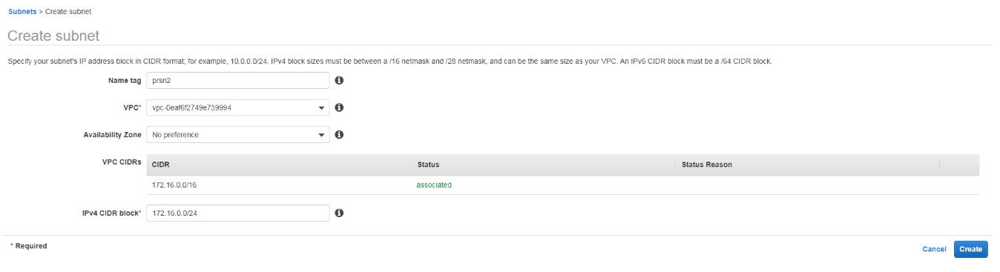 Subnets > Create subnet
Create subnet
Specify your subnet's IP address block in CIDR format; for example, 10.0.0.0/24. IPv4 block sizes must be between a /16 netmask and /28 netmask, and can be the same size as your VPC. An IPv6 CIDR block must be a /64 CIDR block.
Name tag prsn2
VPC* vpc-0eaf6f2749e739994
Availability Zone No preference
VPC CIDRs CIDR Status Status Reason
172.16.0.0/16 associated
IPv4 CIDR block* 172.16.0.0/24
* Required
Cancel Create